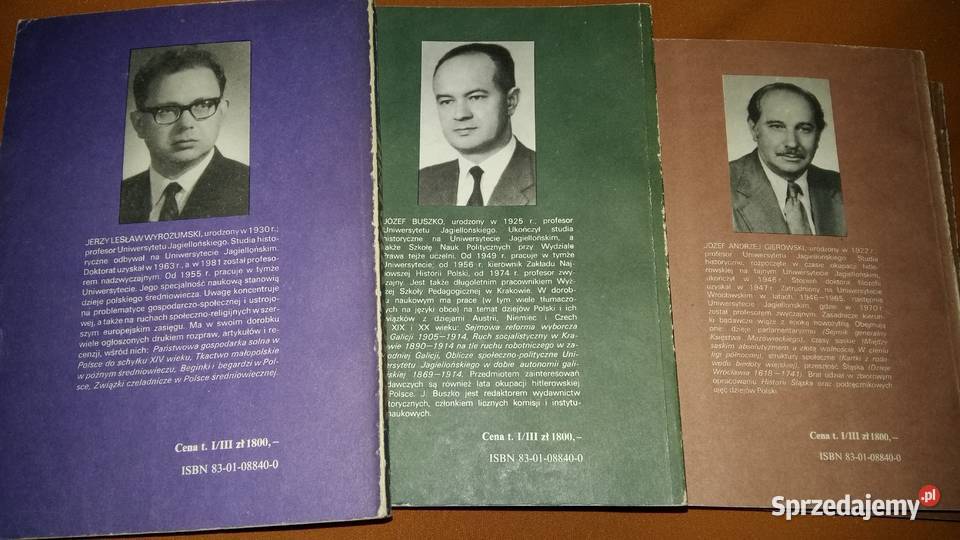 JERZY LESŁAW WYROZUMSKI, urodzony w 1930 r.;
profesor Uniwersytetu Jagiellońskiego. Studia histo-
ryczne odbywał na Uniwersytecie Jagiellońskim.
Doktorat uzyskał w 1963 r., a w 1981 został profeso-
rem nadzwyczajnym. Od 1955 r. pracuje w tymże
Uniwersytecie. Jego specjalność naukową stanowią
dzieje polskiego średniowiecza. Uwagę koncentruje
na problematyce gospodarczo-społecznej i ustrojo-
wej, a także na ruchach społeczno-religijnych w szer-
szym europejskim zasięgu. Ma w swoim dorobku
wiele ogłoszonych drukiem rozpraw, artykułów i re-
cenzji, wśród nich: Państwowa gospodarka solna w
Polsce do schyłku XIV wieku, Tkactwo małopolskie
w późnym średniowieczu, Beginki i begardzi w Pol-
sce, Związki czeladnicze w Polsce średniowiecznej.
Cena t. I/III zł 1800,–
ISBN 83-01-08840-0
JÓZEF BUSZKO, urodzony w 1925 r.; profesor
Uniwersytetu Jagiellońskiego. Ukończył studia
historyczne na Uniwersytecie Jagiellońskim, a
także Szkołę Nauk Politycznych przy Wydziale
Prawa tejże uczelni. Od 1949 r. pracuje w tymże
Uniwersytecie; od 1956 r. kierownik Zakładu Naj-
nowszej Historii Polski, od 1974 r. profesor zwy-
czajny. Jest także długoletnim pracownikiem Wyż-
szej Szkoły Pedagogicznej w Krakowie. W dorob-
ku naukowym ma prace (w tym wiele tłumaczo-
nych na języki obce) na temat dziejów Polski i ich
związków z dziejami Austrii, Niemiec i Czech
XIX i XX wieku: Sejmowa reforma wyborcza
Galicji 1905–1914, Ruch socjalistyczny w Kra-
kowie 1890–1914 na tle ruchu robotniczego w za-
chodniej Galicji, Oblicze społeczno-polityczne Uni-
wersytetu Jagiellońskiego w dobie autonomii gali-
cyjskiej 1869–1914. Przedmiotem zainteresowań
badawczych są również lata okupacji hitlerowskiej
Polsce. J. Buszko jest redaktorem wydawnictw
historycznych, członkiem licznych komisji i instytu-
naukowych.
Cena t. I/III zł 1800,–
ISBN 83-01-08840-0
JÓZEF ANDRZEJ GIEROWSKI, urodzony w 1922 r.
profesor Uniwersytetu Jagiellońskiego. Studia
historyczne, rozpoczęte w czasie okupacji hitle-
rowskiej na tajnym Uniwersytecie Jagiellońskim,
ukończył w 1946 r. Stopień doktora filozofii
uzyskał w 1947 r. Zatrudniony na Uniwersytecie
Wrocławskim w latach 1946–1965, następnie
Uniwersytecie Jagiellońskim, gdzie w 1970 r.
został profesorem zwyczajnym. Zasadnicze kierun-
ki badawcze wiążę z epoką nowożytną. Obejmują
one: dzieje parlamentaryzmu (Sejmik generalny
Księstwa Mazowieckiego), czasy saskie (Między
saskim absolutyzmem a złotą wolnością, W cieniu
ligi północnej), struktury społeczne (Kartki z rodo-
wodu biedoty wiejskiej), przeszłość Śląska (Dzieje
Wrocławia 1618–1741). Brał udział w zbiorowym
opracowaniu Historii Śląska oraz podręcznikowych
ujęć dziejów Polski.
Cena t. I/III zł 1800,–
ISBN 83-01-08840-0
Sprzedajemy.pl